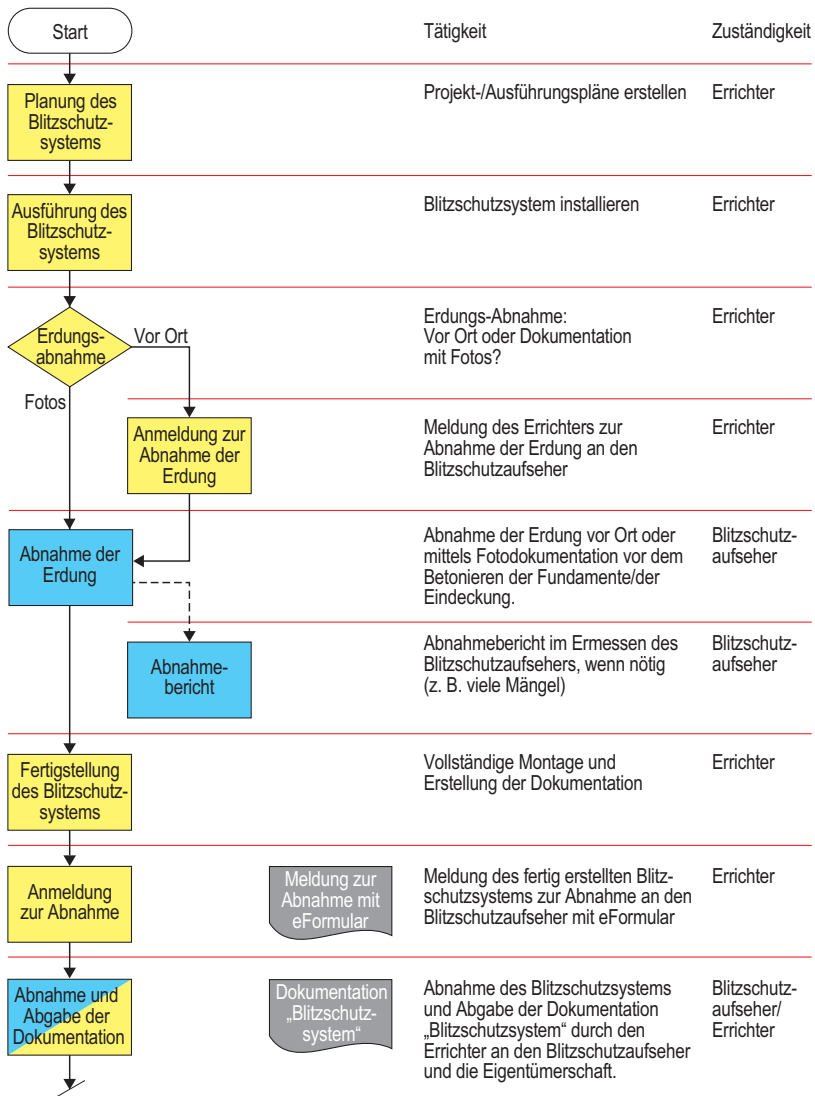 Start
Tätigkeit
Zuständigkeit
Planung des
Blitzschutz-
systems
Projekt-/Ausführungspläne erstellen
Errichter
Ausführung des
Blitzschutz-
systems
Blitzschutzsystem installieren
Errichter
Erdungs-
abnahme
Vor Ort
Fotos
Erdungs-Abnahme:
Vor Ort oder Dokumentation
mit Fotos?
Errichter
Anmeldung zur
Abnahme der
Erdung
Meldung des Errichters zur
Abnahme der Erdung an den
Blitzschutzaufseher
Errichter
Abnahme der
Erdung
Abnahme der Erdung vor Ort oder
mittels Fotodokumentation vor dem
Betonieren der Fundamente/der
Eindeckung.
Blitzschutz-
aufseher
Abnahme-
bericht
Abnahmebericht im Ermessen des
Blitzschutzaufsehers, wenn nötig
(z. B. viele Mängel)
Blitzschutz-
aufseher
Fertigstellung
des Blitzschutz-
systems
Vollständige Montage und
Erstellung der Dokumentation
Errichter
Anmeldung
zur Abnahme
Meldung zur
Abnahme mit
eFormular
Meldung des fertig erstellten Blitz-
schutzsystems zur Abnahme an den
Blitzschutzaufseher mit eFormular
Errichter
Abnahme und
Abgabe der
Dokumentation
Dokumentation
„Blitzschutz-
system“
Abnahme des Blitzschutzsystems
und Abgabe der Dokumentation
„Blitzschutzsystem“ durch den
Errichter an den Blitzschutzaufseher
und die Eigentümerschaft.
Blitzschutz-
aufseher/
Errichter